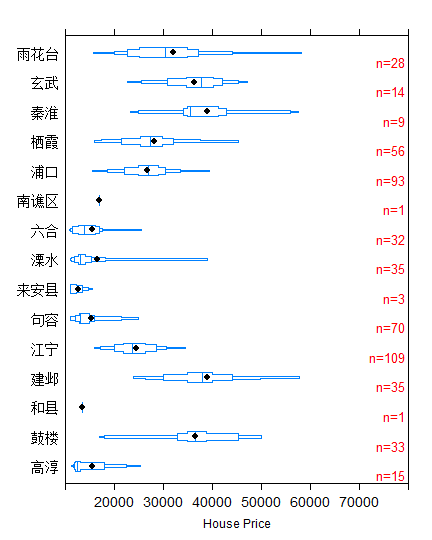 雨花台
n=28
玄武
n=14
秦淮
n=9
栖霞
n=56
浦口
n=93
南谯区
n=1
六合
n=32
溧水
n=35
来安县
n=3
句容
n=70
江宁
n=109
建邺
n=35
和县
n=1
鼓楼
n=33
高淳
n=15
20000 30000 40000 50000 60000 70000
House Price